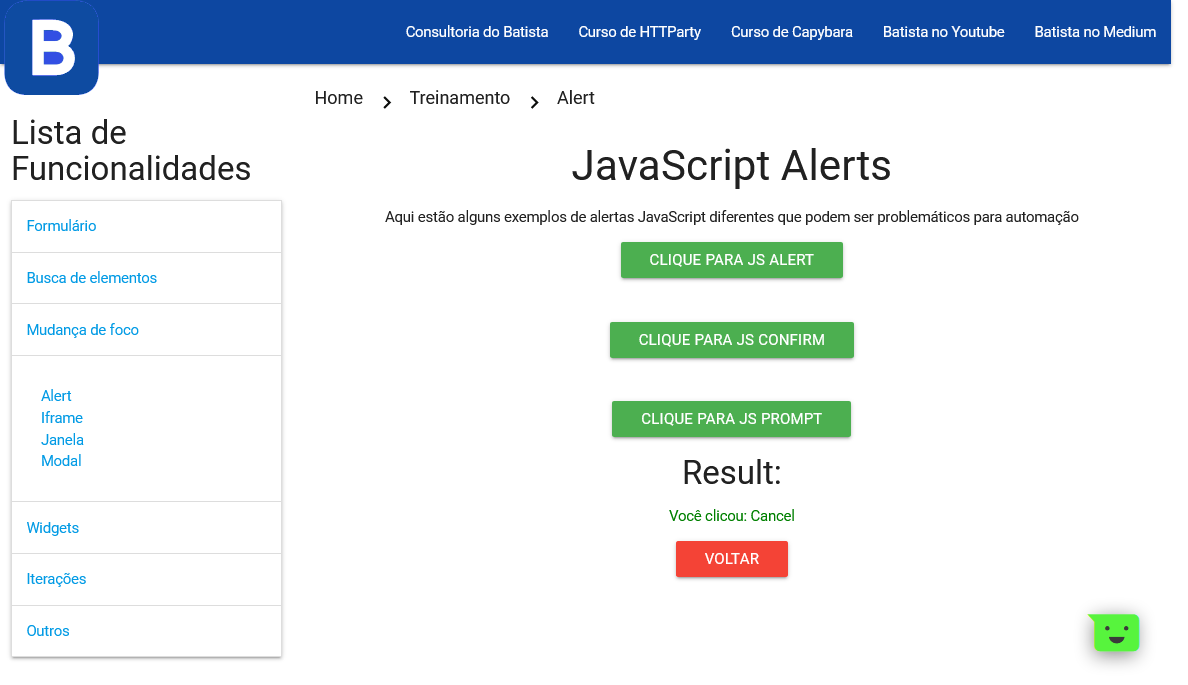 B
Consultoria do Batista
Curso de HTTParty
Curso de Capybara
Batista no Youtube
Batista no Medium
Home
Treinamento
Alert
Lista de
Funcionalidades
Formulário
Busca de elementos
Mudança de foco
Alert
Iframe
Janela
Modal
Widgets
Iterações
Outros
JavaScript Alerts
Aqui estão alguns exemplos de alertas JavaScript diferentes que podem ser problemáticos para automação
CLIQUE PARA JS ALERT
CLIQUE PARA JS CONFIRM
CLIQUE PARA JS PROMPT
Result:
Você clicou: Cancel
VOLTAR